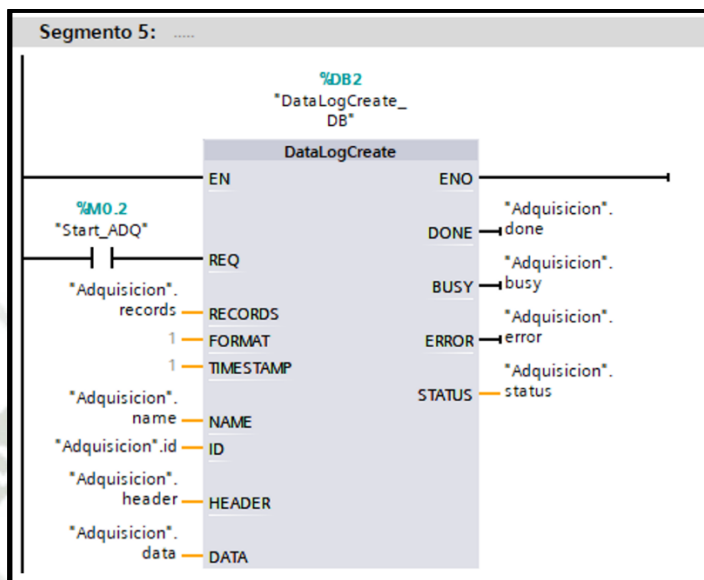 Segmento 5: .....
%DB2
"DataLogCreate_
DB"
DataLogCreate
EN
ENO
%M0.2
"Start_ADQ"
REQ
"Adquisicion".
records
RECORDS
1
FORMAT
1
TIMESTAMP
"Adquisicion".
name
NAME
"Adquisicion".id
ID
"Adquisicion".
header
HEADER
"Adquisicion".
data
DATA
DONE
"Adquisicion".
done
BUSY
"Adquisicion".
busy
ERROR
"Adquisicion".
error
STATUS
"Adquisicion".
status